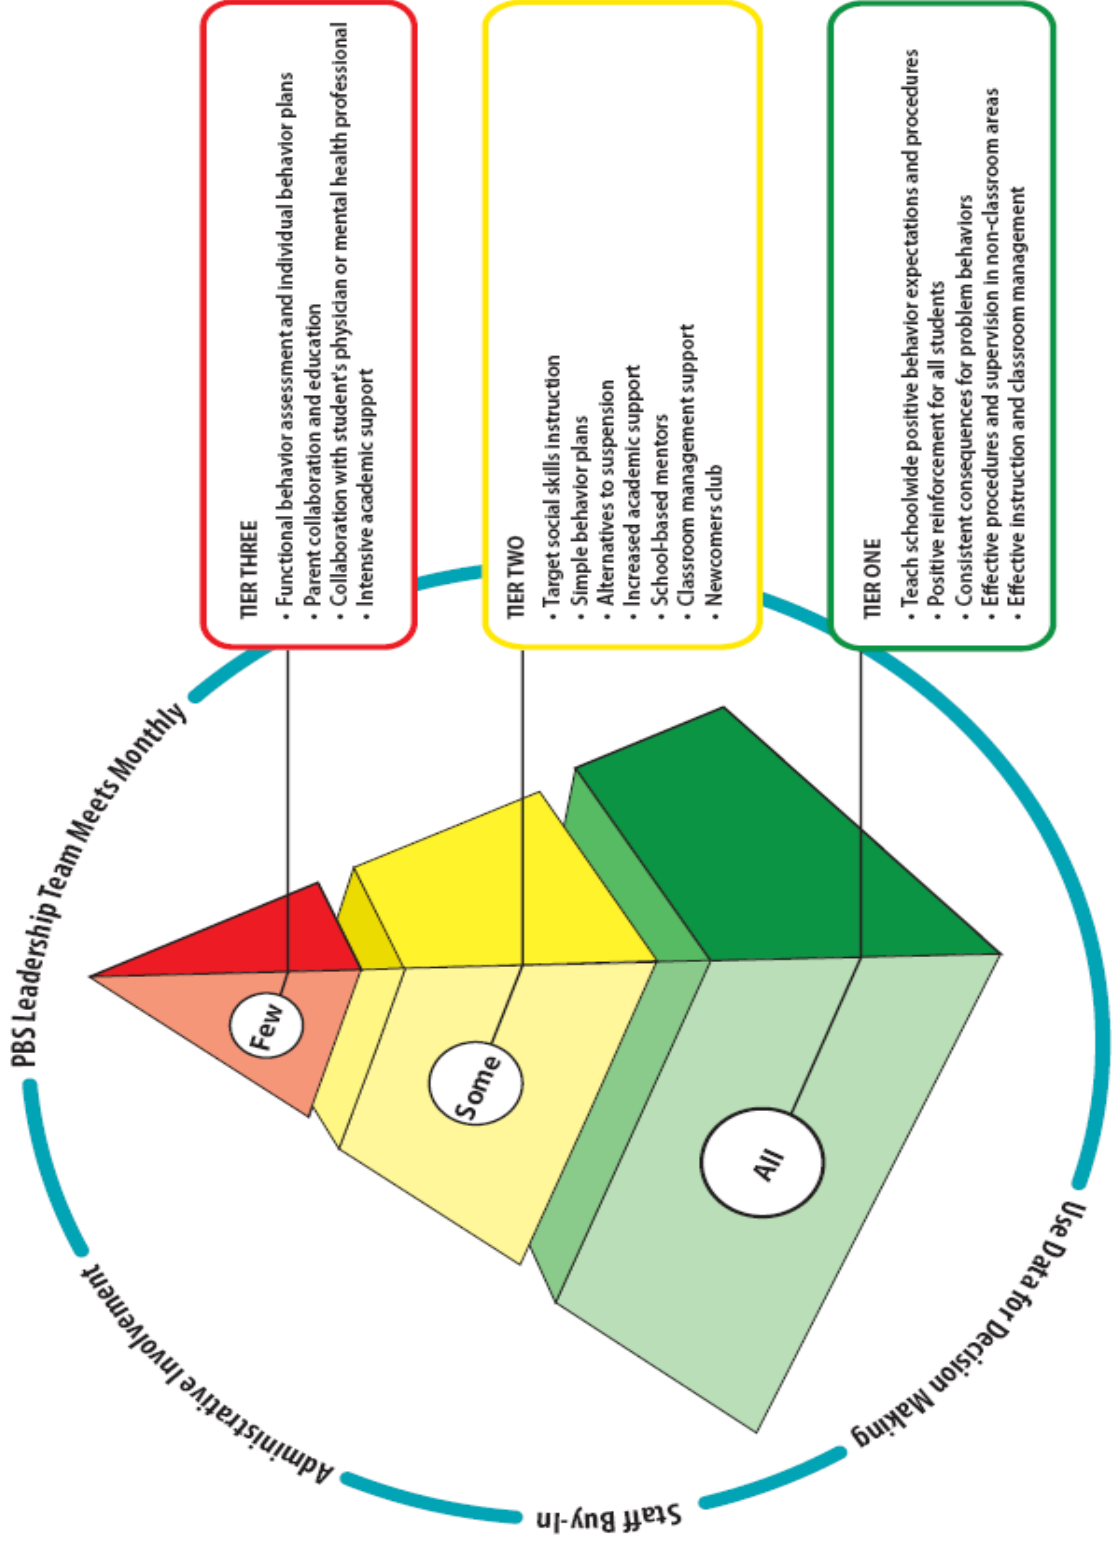 PBS Leadership Team Meets Monthly
Administrative Involvement
Staff Buy-In
Use Data for Decision Making
Few
Some
All
TIER THREE
• Functional behavior assessment and individual behavior plans
• Parent collaboration and education
• Collaboration with student's physician or mental health professional
• Intensive academic support
TIER TWO
• Target social skills instruction
• Simple behavior plans
• Alternatives to suspension
• Increased academic support
• School-based mentors
• Classroom management support
• Newcomers club
TIER ONE
• Teach schoolwide positive behavior expectations and procedures
• Positive reinforcement for all students
• Consistent consequences for problem behaviors
• Effective procedures and supervision in non-classroom areas
• Effective instruction and classroom management